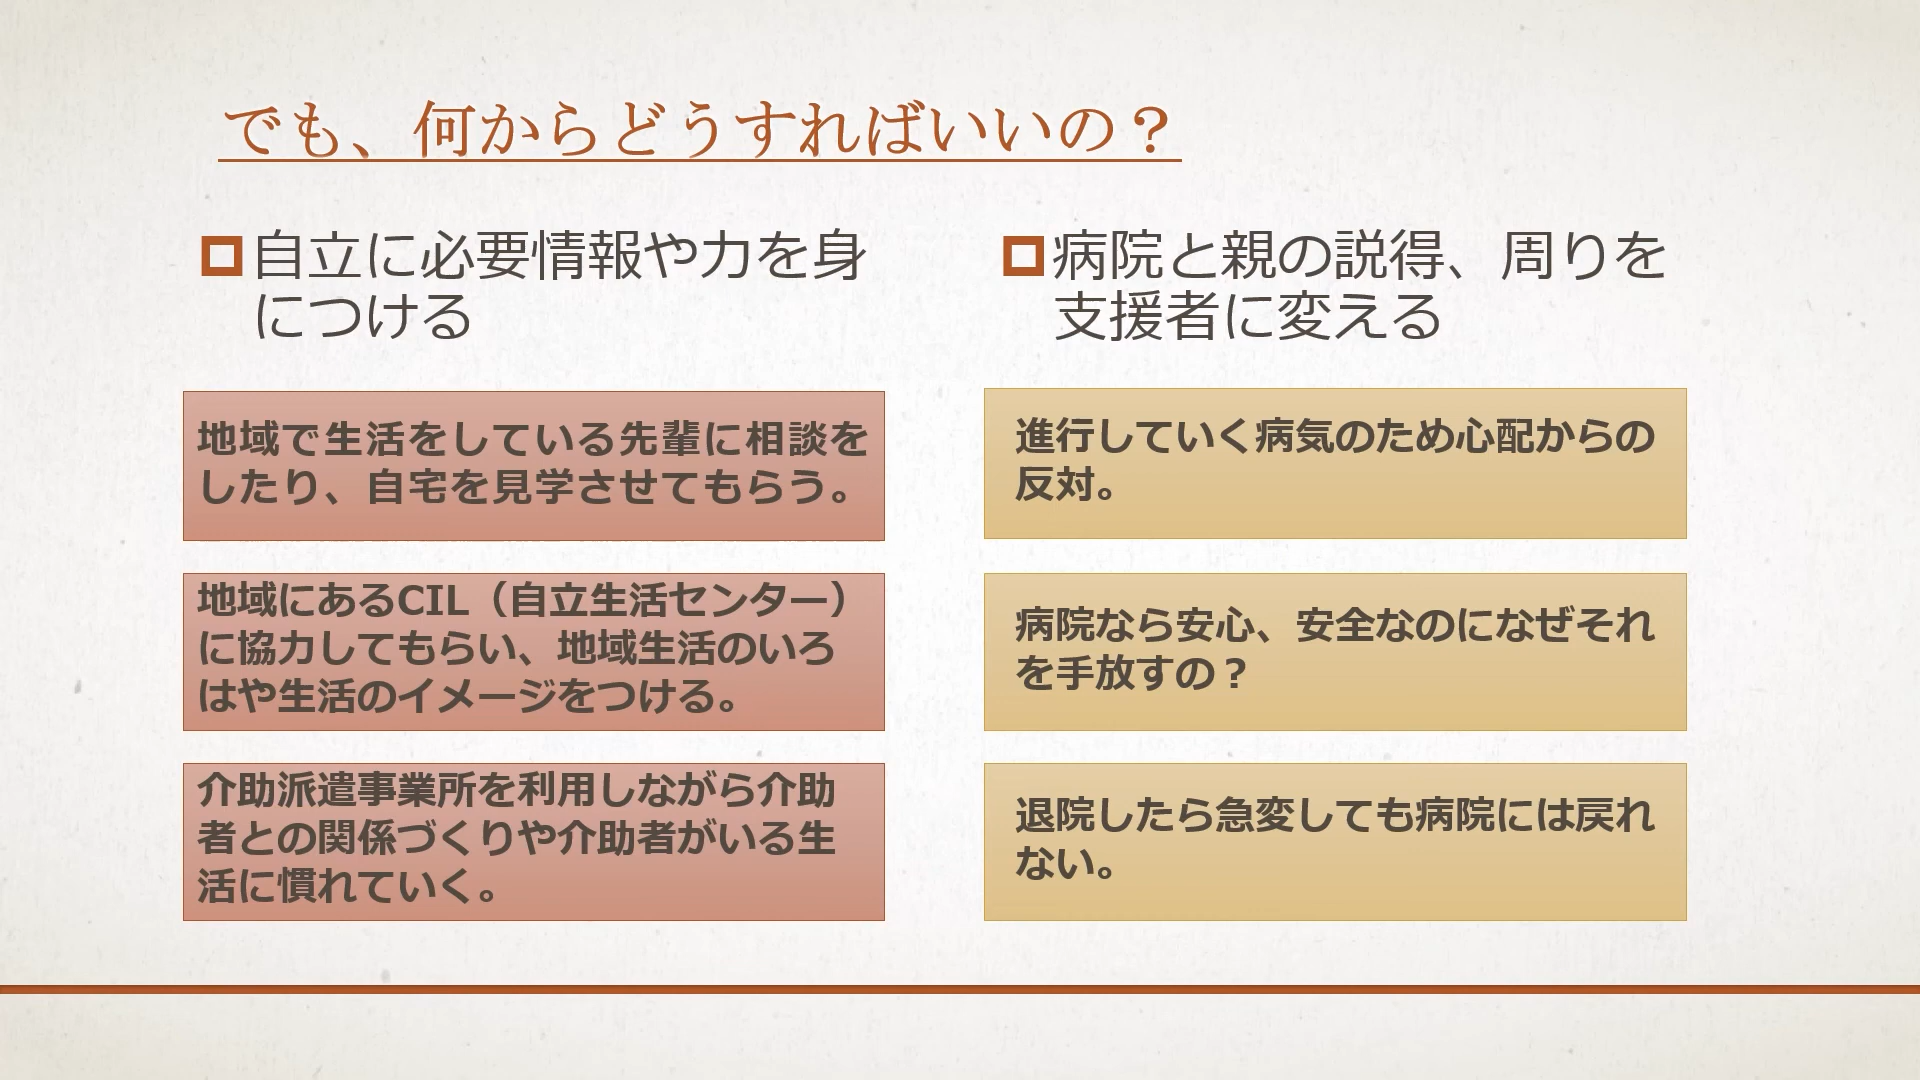 でも、何からどうすればいいの？
自立に必要情報や力を身
につける
地域で生活をしている先輩に相談を
したり、自宅を見学させてもらう。
地域にあるCIL（自立生活センター）
に協力してもらい、地域生活のいろ
はや生活のイメージをつける。
介助派遣事業所を利用しながら介助
者との関係づくりや介助者がいる生
活に慣れていく。
病院と親の説得、周りを
支援者に変える
進行していく病気のため心配からの
反対。
病院なら安心、安全なのになぜそれ
を手放すの？
退院したら急変しても病院には戻れ
ない。